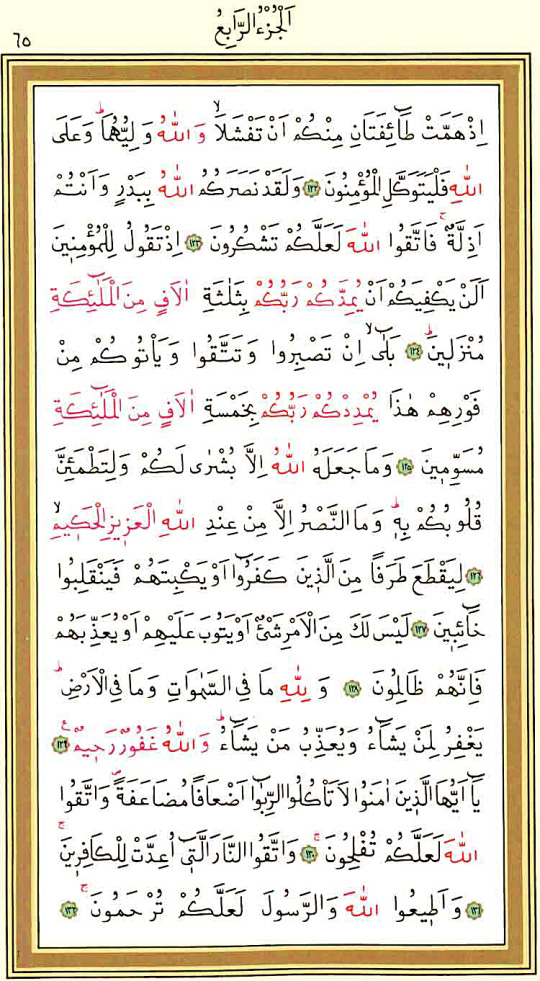 اَلْجُزْءُ الرَّابِعُ
٦٥
اِذْ هَمَّتْ طَٓائِفَتَانِ مِنْكُمْ اَنْ تَفْشَلَاۙ وَاللّٰهُ وَلِيُّهُمَاۜ وَعَلَى
اللّٰهِ فَلْيَتَوَكَّلِ الْمُؤْمِنُونَ ﴿١٢٢﴾ وَلَقَدْ نَصَرَكُمُ اللّٰهُ بِبَدْرٍ وَاَنْتُمْ
اَذِلَّةٌۚ فَاتَّقُوا اللّٰهَ لَعَلَّكُمْ تَشْكُرُونَ ﴿١٢٣﴾ اِذْ تَقُولُ لِلْمُؤْمِنِينَ
اَلَنْ يَكْفِيَكُمْ اَنْ يُمِدَّكُمْ رَبُّكُمْ بِثَلٰثَةِ اٰلَافٍ مِنَ الْمَلٰٓئِكَةِ
مُنْزَلِينَۜ ﴿١٢٤﴾ بَلٰٓىۙ اِنْ تَصْبِرُوا وَتَتَّقُوا وَيَأْتُوكُمْ مِنْ
فَوْرِهِمْ هٰذَا يُمْدِدْكُمْ رَبُّكُمْ بِخَمْسَةِ اٰلَافٍ مِنَ الْمَلٰٓئِكَةِ
مُسَوِّمِينَ ﴿١٢٥﴾ وَمَا جَعَلَهُ اللّٰهُ اِلَّا بُشْرٰى لَكُمْ وَلِتَطْمَئِنَّ
قُلُوبُكُمْ بِهِۜ وَمَا النَّصْرُ اِلَّا مِنْ عِنْدِ اللّٰهِ الْعَزِيزِ الْحَكِيمِۙ
﴿١٢٦﴾ لِيَقْطَعَ طَرَفًا مِنَ الَّذِينَ كَفَرُٓوا اَوْ يَكْبِتَهُمْ فَيَنْقَلِبُوا
خَٓائِبِينَ ﴿١٢٧﴾ لَيْسَ لَكَ مِنَ الْاَمْرِ شَيْءٌ اَوْ يَتُوبَ عَلَيْهِمْ اَوْ يُعَذِّبَهُمْ
فَاِنَّهُمْ ظَالِمُونَ ﴿١٢٨﴾ وَلِلّٰهِ مَا فِي السَّمٰوَاتِ وَمَا فِي الْاَرْضِۜ
يَغْفِرُ لِمَنْ يَشَٓاءُ وَيُعَذِّبُ مَنْ يَشَٓاءُۜ وَاللّٰهُ غَفُورٌ رَحِيمٌ۟ ﴿١٢٩﴾
يَٓا اَيُّهَا الَّذِينَ اٰمَنُوا لَا تَأْكُلُوا الرِّبٰٓوا اَضْعَافًا مُضَاعَفَةًۖ وَاتَّقُوا
اللّٰهَ لَعَلَّكُمْ تُفْلِحُونَۚ ﴿١٣٠﴾ وَاتَّقُوا النَّارَ الَّتِٓي اُعِدَّتْ لِلْكَافِرِينَۚ
﴿١٣١﴾ وَاَطِيعُوا اللّٰهَ وَالرَّسُولَ لَعَلَّكُمْ تُرْحَمُونَۚ ﴿١٣٢﴾